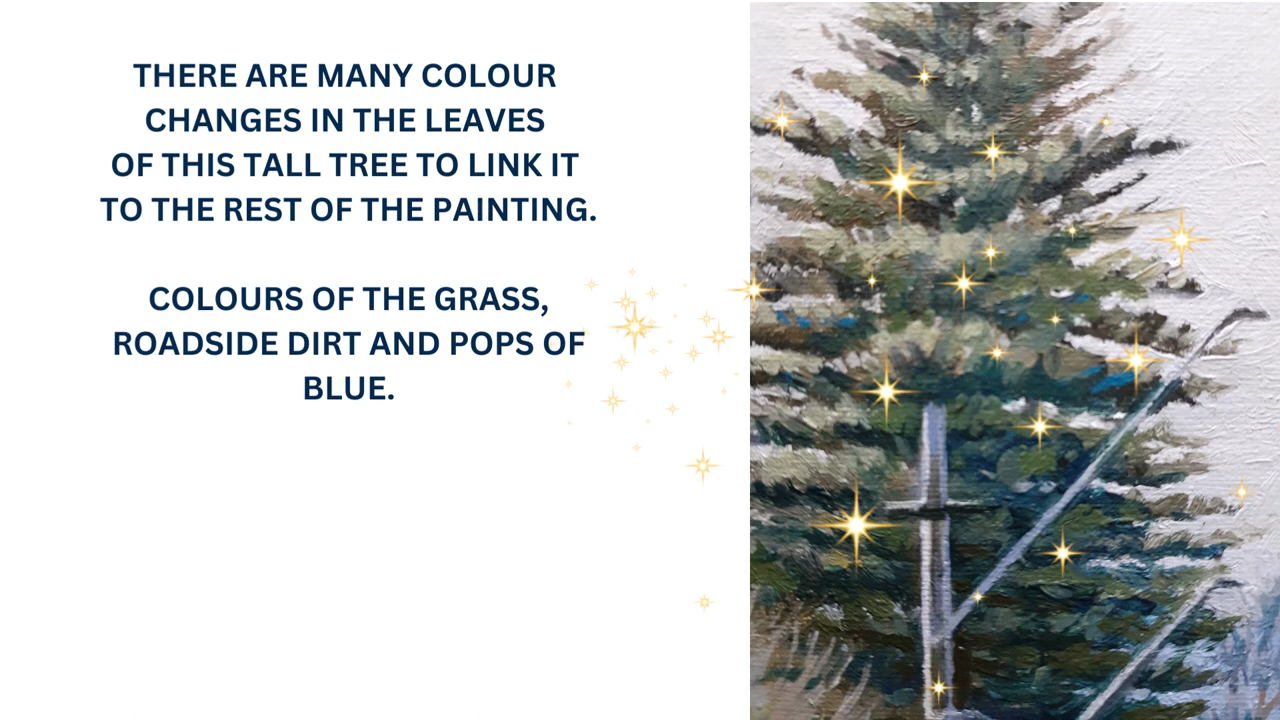 THERE ARE MANY COLOUR
CHANGES IN THE LEAVES
OF THIS TALL TREE TO LINK IT
TO THE REST OF THE PAINTING.
COLOURS OF THE GRASS,
ROADSIDE DIRT AND POPS OF
BLUE.